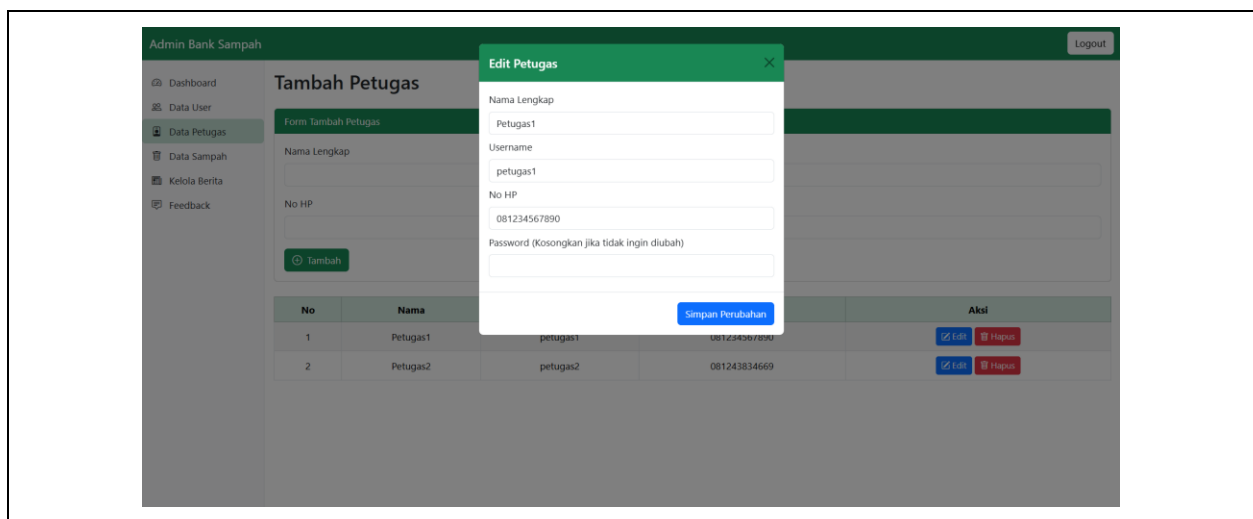 Admin Bank Sampah
Logout
Dashboard
Data User
Data Petugas
Data Sampah
Kelola Berita
Feedback
Tambah Petugas
Form Tambah Petugas
Nama Lengkap
No HP
Tambah
Edit Petugas
Nama Lengkap
Petugas1
Username
petugas1
No HP
081234567890
Password (Kosongkan jika tidak ingin diubah)
Simpan Perubahan
No Nama Aksi
1 Petugas1 petugas1 081234567890 Edit Hapus
2 Petugas2 petugas2 081243834669 Edit Hapus